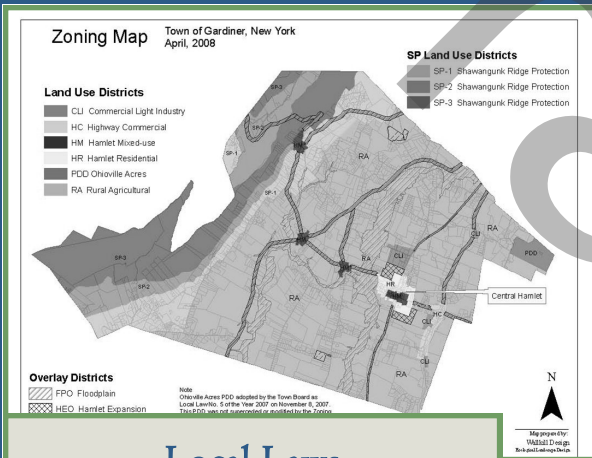 Zoning Map
Town of Gardiner, New York
April, 2008
SP Land Use Districts
SP-1 Shawangunk Ridge Protection
SP-2 Shawangunk Ridge Protection
SP-3 Shawangunk Ridge Protection
Land Use Districts
CLI Commercial Light Industry
HC Highway Commercial
HM Hamlet Mixed-use
HR Hamlet Residential
PDD Ohioville Acres
RA Rural Agricultural
SP-3
SP-2
SP-1
SP-1
RA
RA
RA
CLI
CLI
PDD
RA
HR
Central Hamlet
SP-3
SP-2
RA
HC
CLI
CLI
RA
Overlay Districts
FPO Floodplain
HEO Hamlet Expansion
Note
Ohioville Acres PDD adopted by the Town Board as
Local Law No. 5 of the Year 2007 on November 8, 2007.
This PDD was not superceded or modified by the Zoning
N
Map prepared by:
Wallkill Design
Ecological Landscape Design